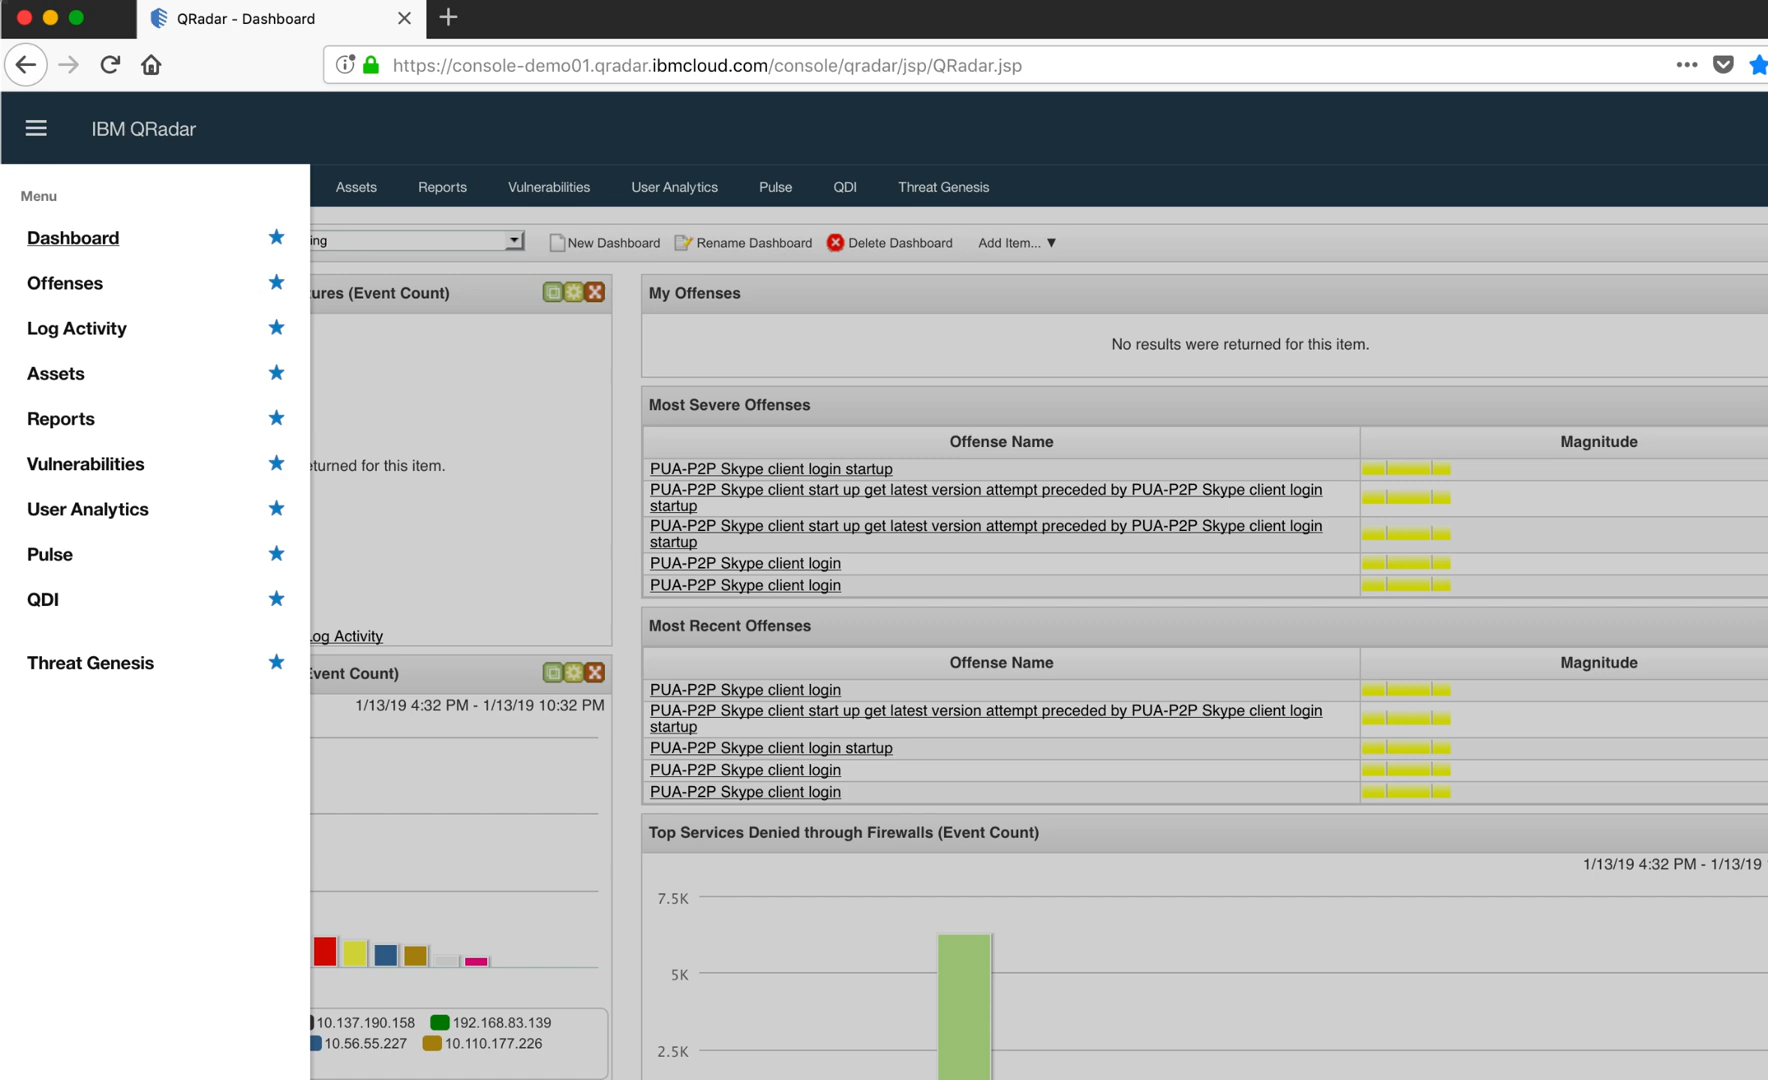 QRadar - Dashboard
https://console-demo01.qradar.ibmcloud.com/console/qradar/jsp/QRadar.jsp
IBM QRadar
Assets Reports Vulnerabilities User Analytics Pulse QDI Threat Genesis
Menu
Dashboard
Offenses
Log Activity
Assets
Reports
Vulnerabilities
User Analytics
Pulse
QDI
Threat Genesis
ing
New Dashboard Rename Dashboard Delete Dashboard Add Item... ▼
ures (Event Count)
eturned for this item.
Log Activity
Event Count)
1/13/19 4:32 PM - 1/13/19 10:32 PM
10.137.190.158 192.168.83.139
10.56.55.227 10.110.177.226
My Offenses
No results were returned for this item.
Most Severe Offenses
Offense Name Magnitude
PUA-P2P Skype client login startup
PUA-P2P Skype client start up get latest version attempt preceded by PUA-P2P Skype client login
startup
PUA-P2P Skype client start up get latest version attempt preceded by PUA-P2P Skype client login
startup
PUA-P2P Skype client login
PUA-P2P Skype client login
Most Recent Offenses
Offense Name Magnitude
PUA-P2P Skype client login
PUA-P2P Skype client start up get latest version attempt preceded by PUA-P2P Skype client login
startup
PUA-P2P Skype client login startup
PUA-P2P Skype client login
PUA-P2P Skype client login
Top Services Denied through Firewalls (Event Count)
1/13/19 4:32 PM - 1/13/19
7.5K
5K
2.5K